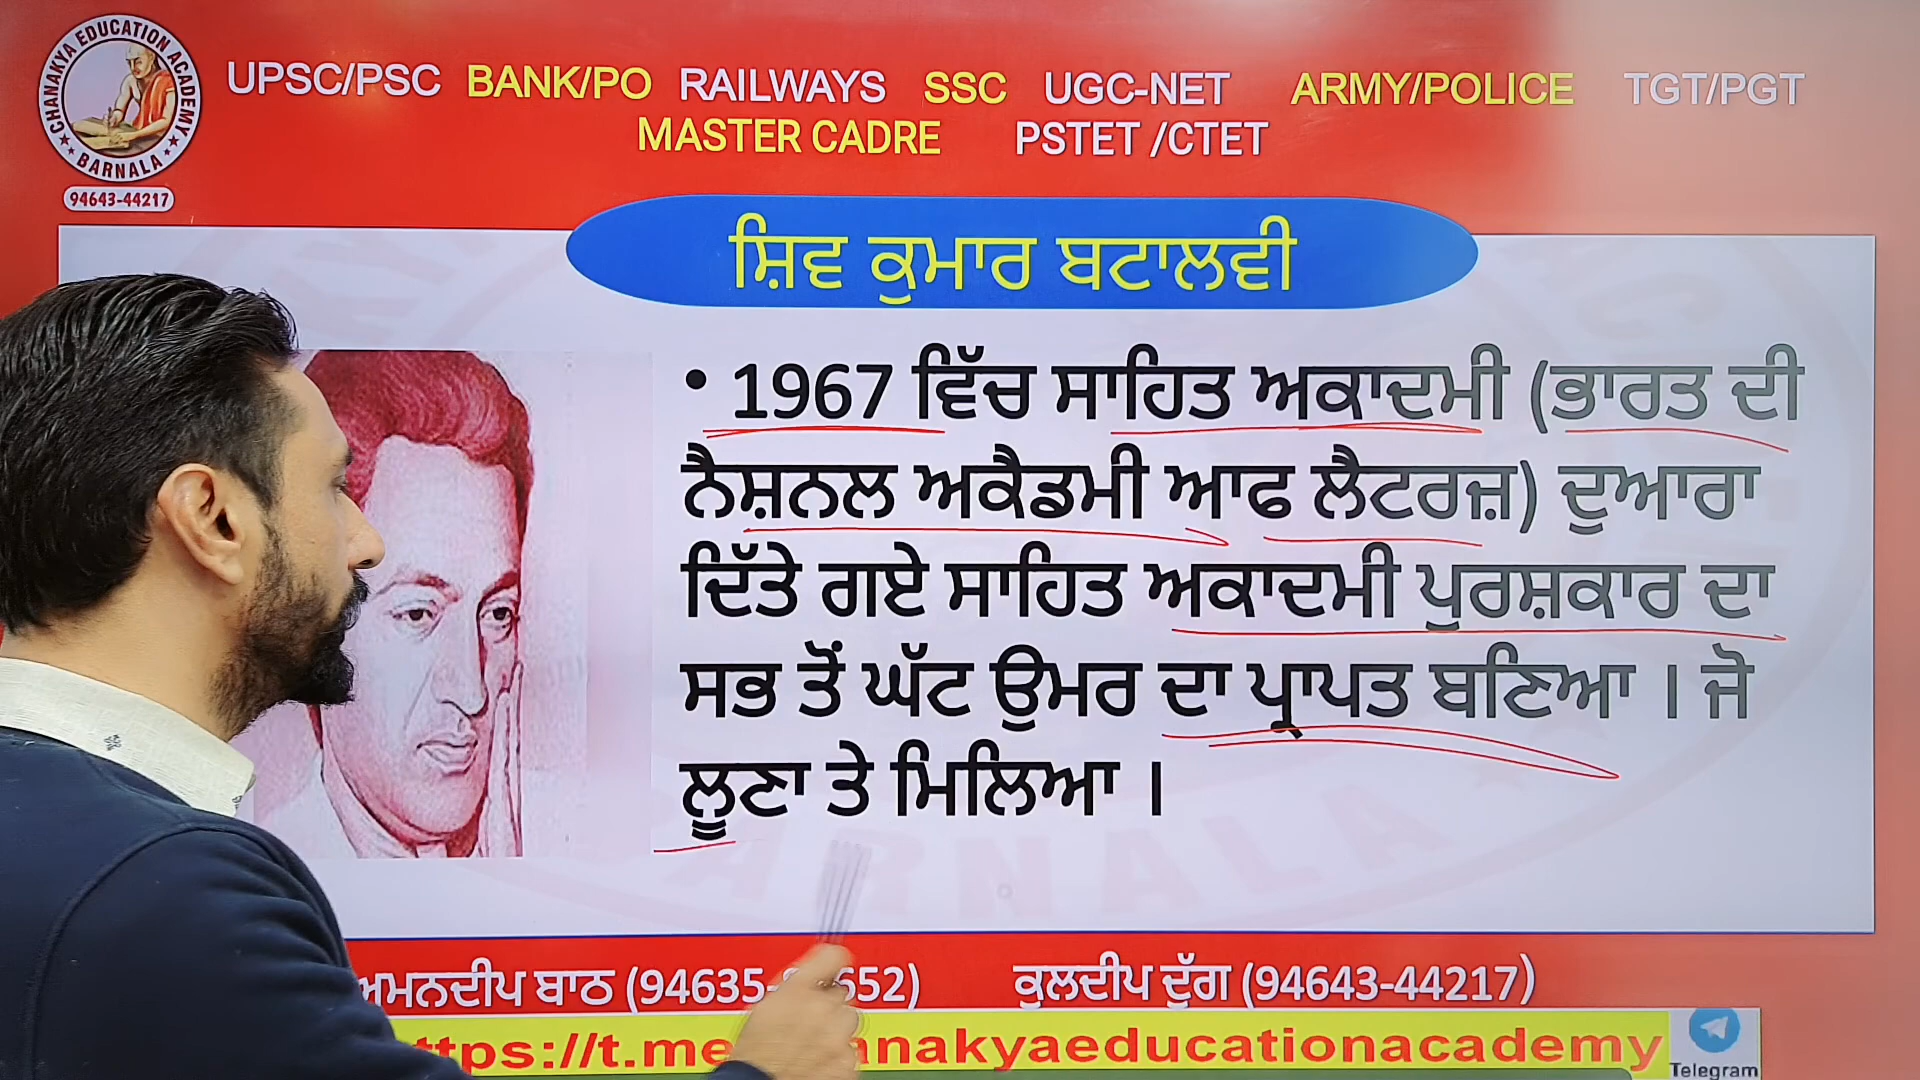 CHANAKYA EDUCATION ACADEMY
BARNALA
94643-44217
UPSC/PSC BANK/PO RAILWAYS SSC UGC-NET ARMY/POLICE TGT/PGT
MASTER CADRE PSTET /CTET
ਸ਼ਿਵ ਕੁਮਾਰ ਬਟਾਲਵੀ
• 1967 ਵਿੱਚ ਸਾਹਿਤ ਅਕਾਦਮੀ (ਭਾਰਤ ਦੀ
ਨੈਸ਼ਨਲ ਅਕੈਡਮੀ ਆਫ ਲੈਟਰਜ਼) ਦੁਆਰਾ
ਦਿੱਤੇ ਗਏ ਸਾਹਿਤ ਅਕਾਦਮੀ ਪੁਰਸ਼ਕਾਰ ਦਾ
ਸਭ ਤੋਂ ਘੱਟ ਉਮਰ ਦਾ ਪ੍ਰਾਪਤ ਬਣਿਆ । ਜੋ
ਲੂਣਾ ਤੇ ਮਿਲਿਆ ।
ਅਮਨਦੀਪ ਬਾਠ ਕੁਲਦੀਪ ਦੁੱਗ (94643-44217)
Telegram